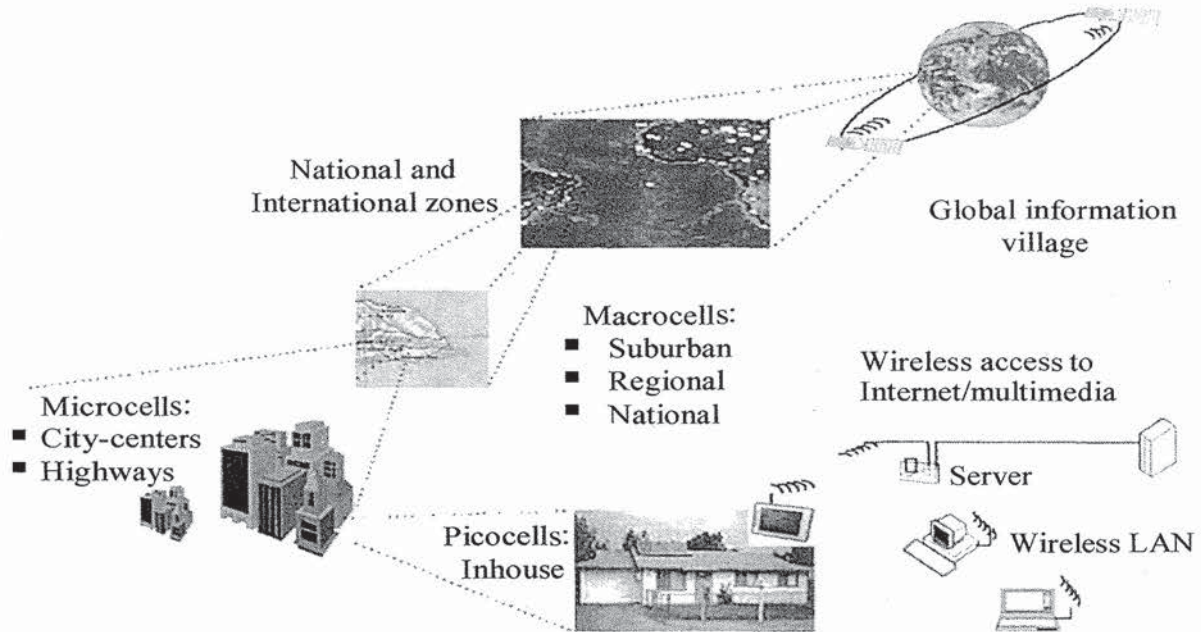 National and
International zones
Global information
village
Macrocells:
▪ Suburban
▪ Regional
▪ National
Wireless access to
Internet/multimedia
Microcells:
▪ City-centers
▪ Highways
Server
Picocells:
Inhouse
Wireless LAN